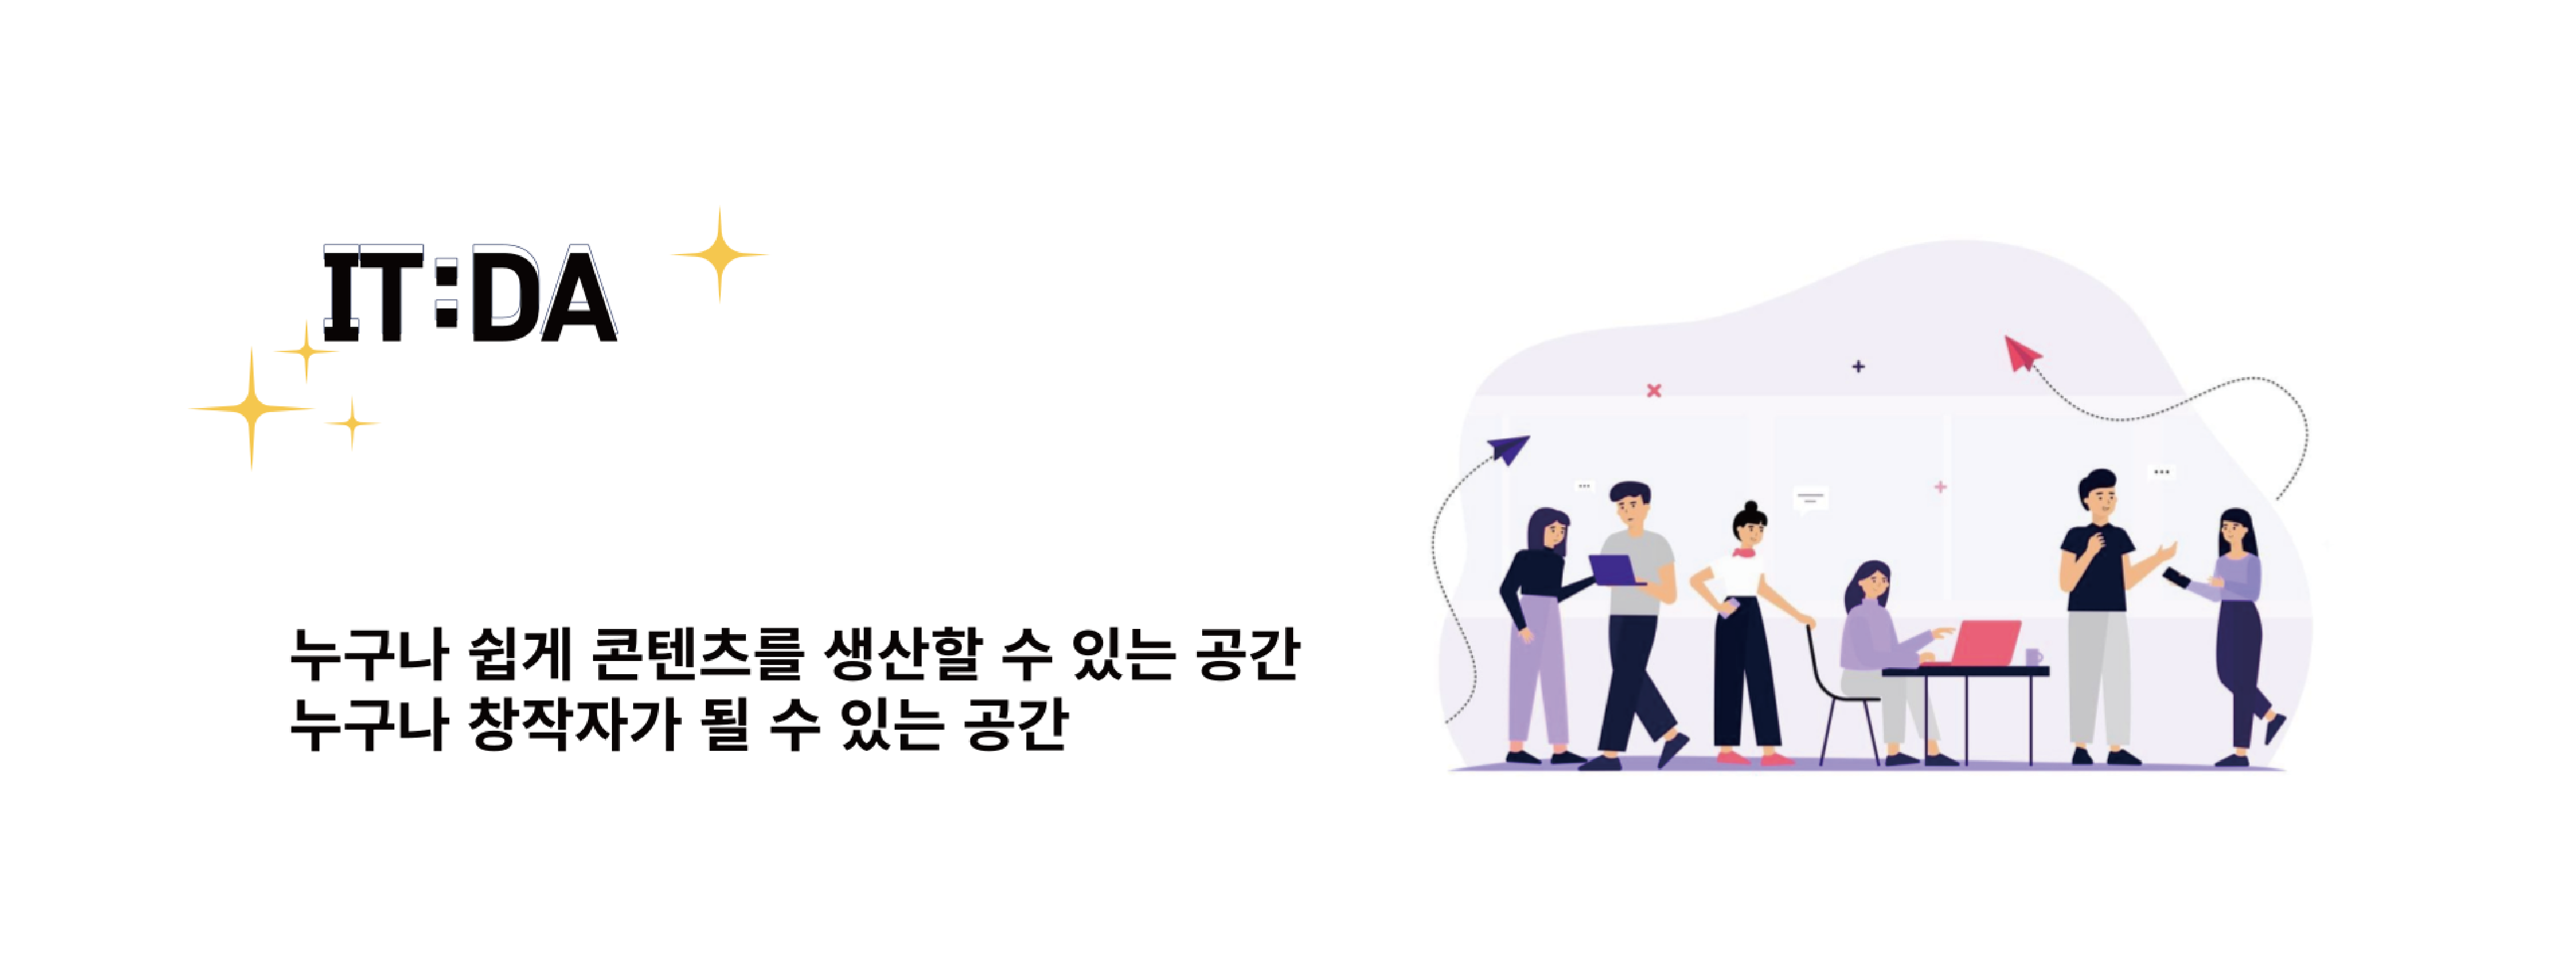 IT:DA
누구나 쉽게 콘텐츠를 생산할 수 있는 공간
누구나 창작자가 될 수 있는 공간